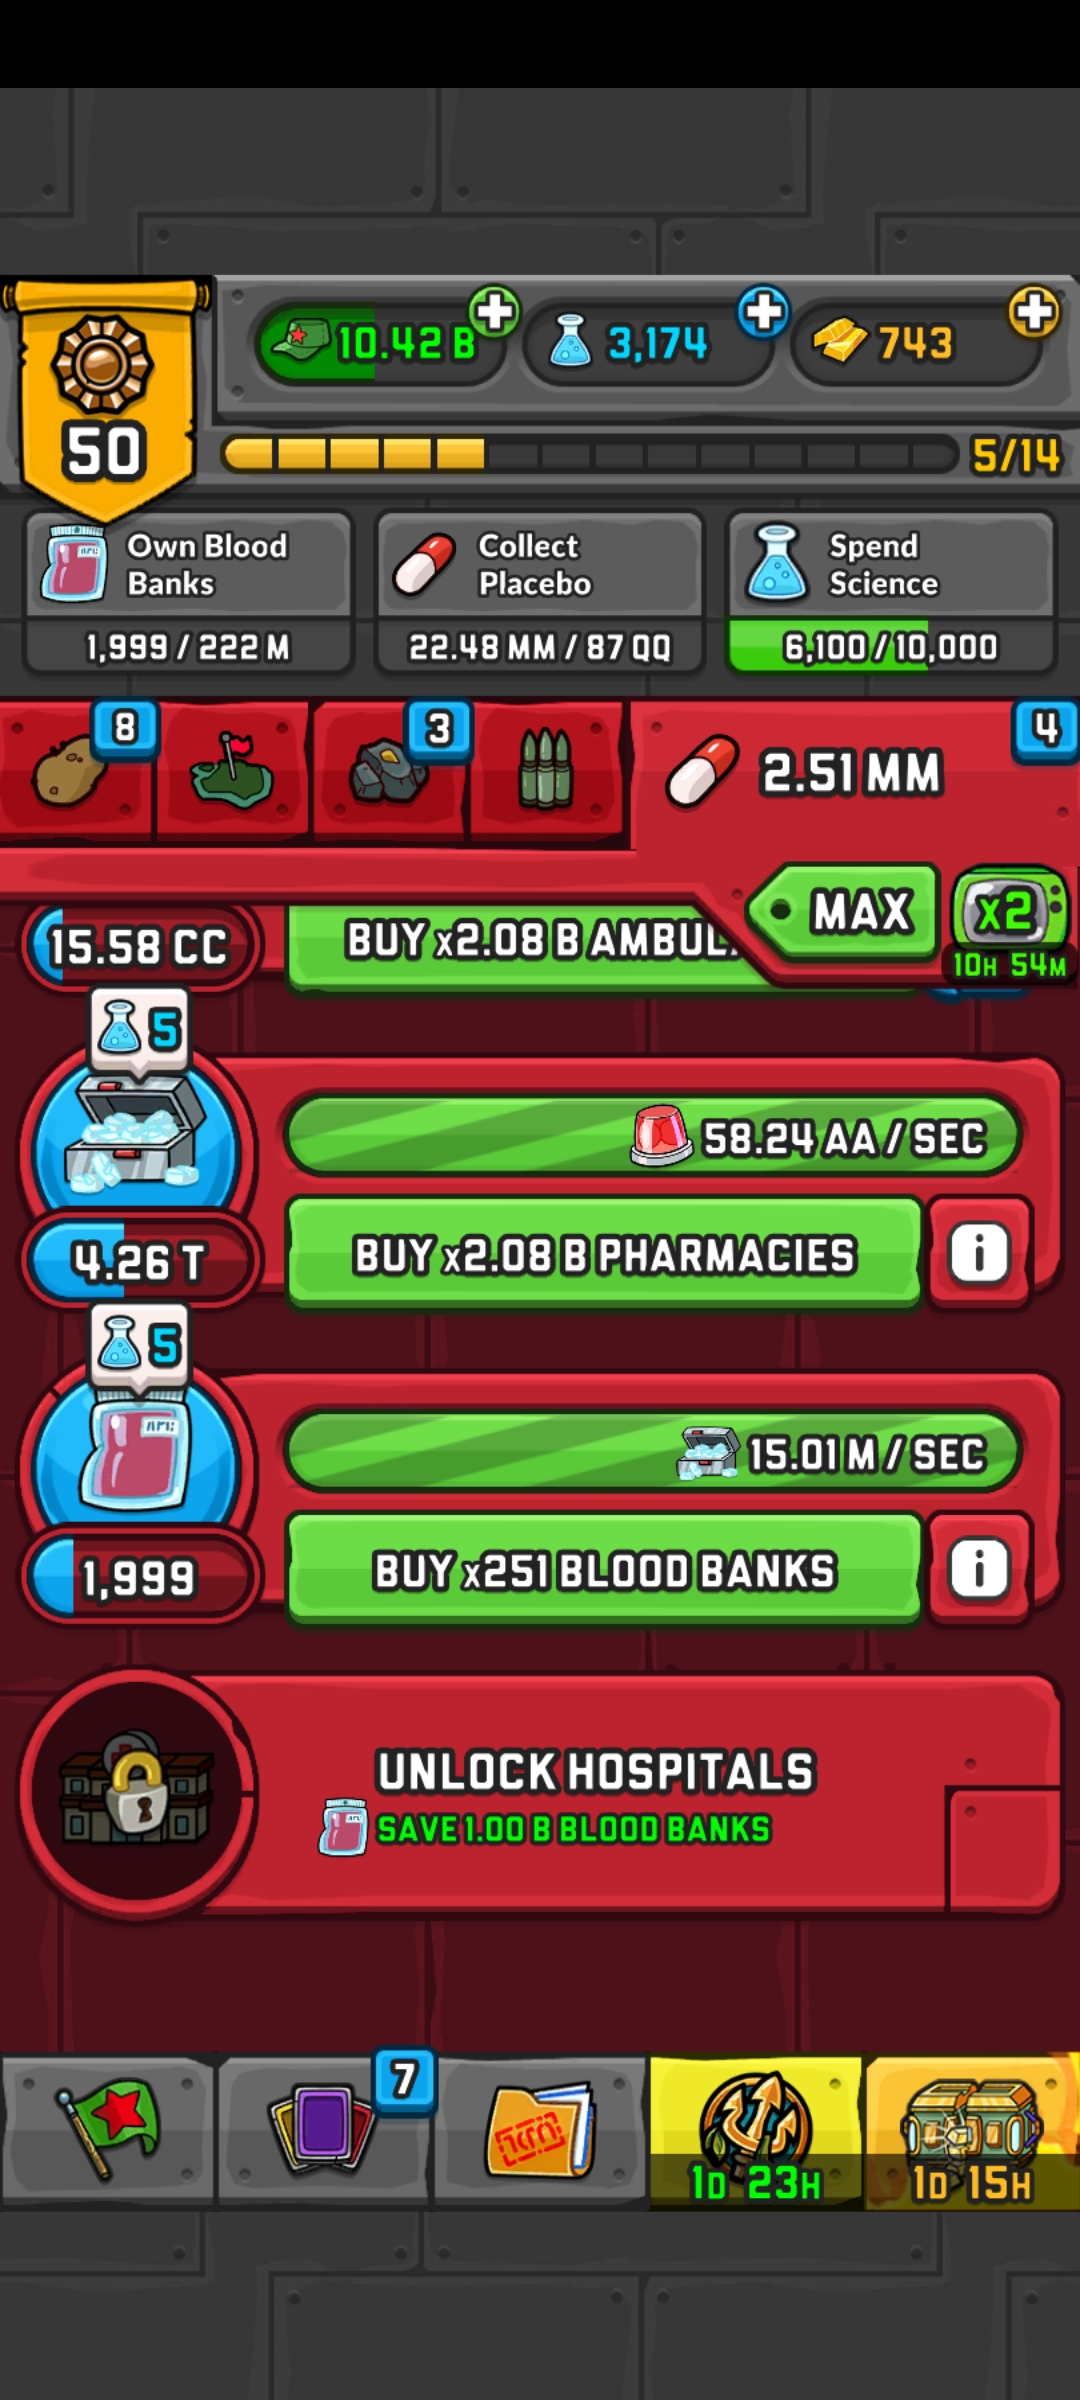 10.42 B
3,174
743
50
5/14
Own Blood
Banks
1,999 / 222 M
Collect
Placebo
22.48 MM / 87 QQ
Spend
Science
6,100 / 10,000
8
3
2.51 MM
4
MAX
x2
10H 54M
15.58 CC
BUY x2.08 B AMBUL
5
58.24 AA / SEC
4.26 T
BUY x2.08 B PHARMACIES
i
5
15.01 M / SEC
1,999
BUY x251 BLOOD BANKS
i
UNLOCK HOSPITALS
SAVE 1.00 B BLOOD BANKS
7
1D 23H
1D 15H